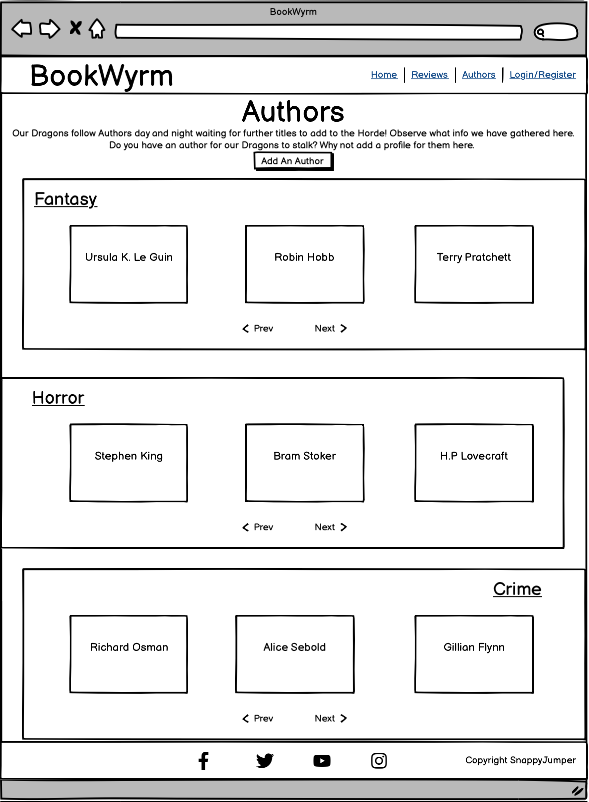 BookWyrm
BookWyrm
Home | Reviews | Authors | Login/Register
Authors
Our Dragons follow Authors day and night waiting for further titles to add to the Horde! Observe what info we have gathered here.
Do you have an author for our Dragons to stalk? Why not add a profile for them here.
Add An Author
Fantasy
Ursula K. Le Guin Robin Hobb Terry Pratchett
Prev Next
Horror
Stephen King Bram Stoker H.P Lovecraft
Prev Next
Crime
Richard Osman Alice Sebold Gillian Flynn
Prev Next
Copyright SnappyJumper